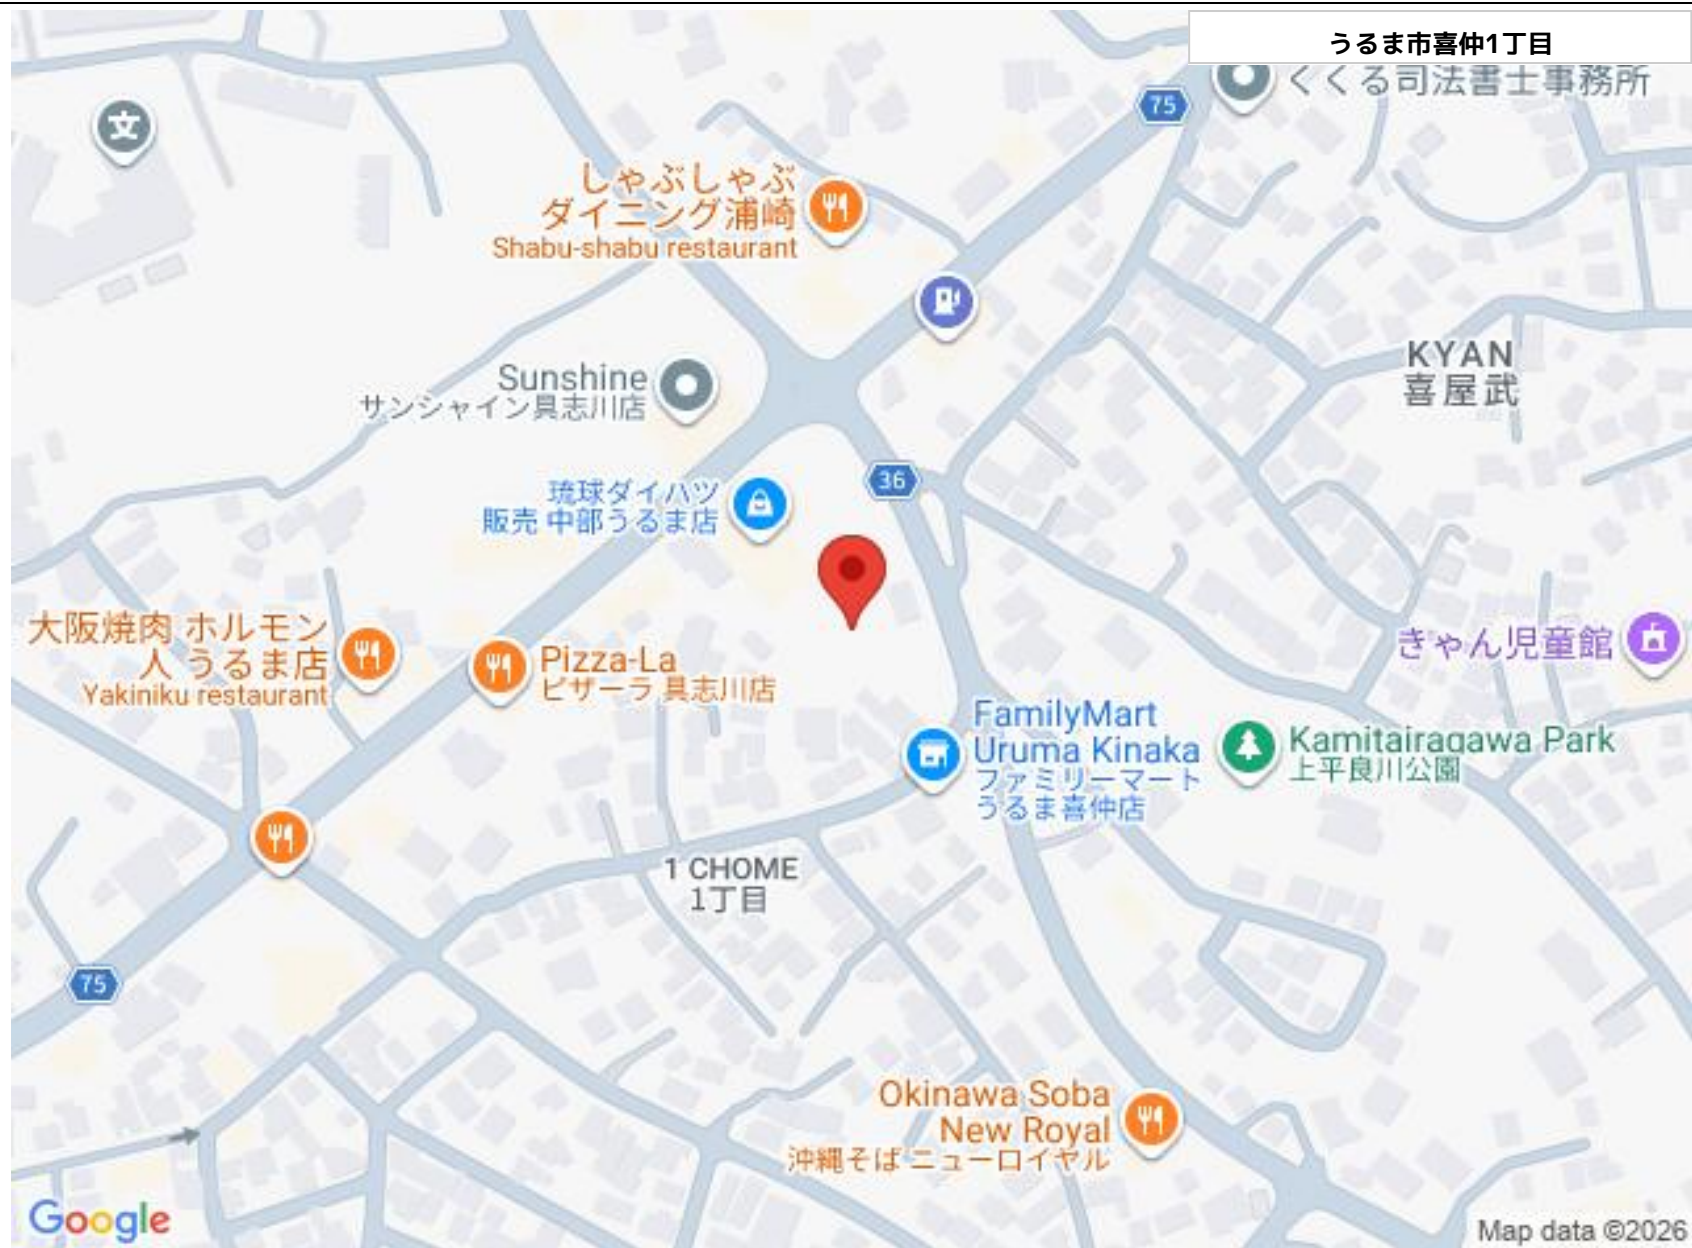 うるま市喜仲1丁目
くくる司法書士事務所
75
文
しゃぶしゃぶ
ダイニング浦崎
Shabu-shabu restaurant
KYAN
喜屋武
Sunshine
サンシャイン具志川店
36
琉球ダイハツ
販売 中部うるま店
大阪焼肉 ホルモン
人 うるま店
Yakiniku restaurant
Pizza-La
ピザーラ 具志川店
きゃん児童館
FamilyMart
Uruma Kinaka
ファミリーマート
うるま喜仲店
Kamitairagawa Park
上平良川公園
1 CHOME
1丁目
75
Okinawa Soba
New Royal
沖縄そば ニューロイヤル
Google
Map data ©2026